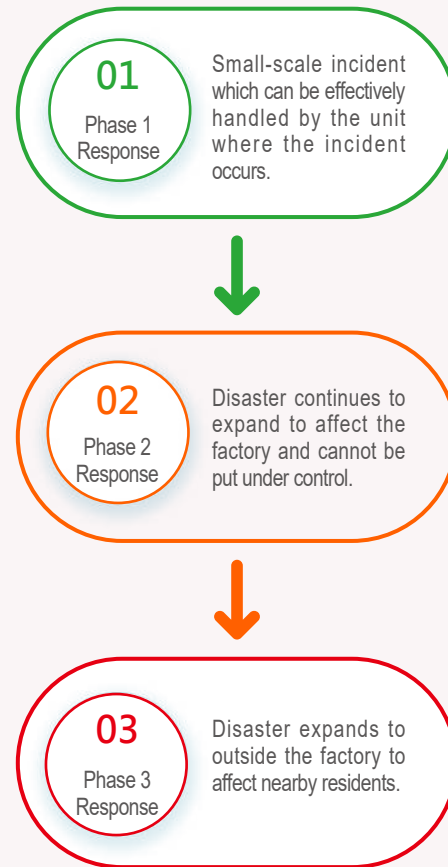 01
Phase 1
Response
Small-scale incident
which can be effectively
handled by the unit
where the incident
occurs.
02
Phase 2
Response
Disaster continues to
expand to affect the
factory and cannot be
put under control.
03
Phase 3
Response
Disaster expands to
outside the factory to
affect nearby residents.